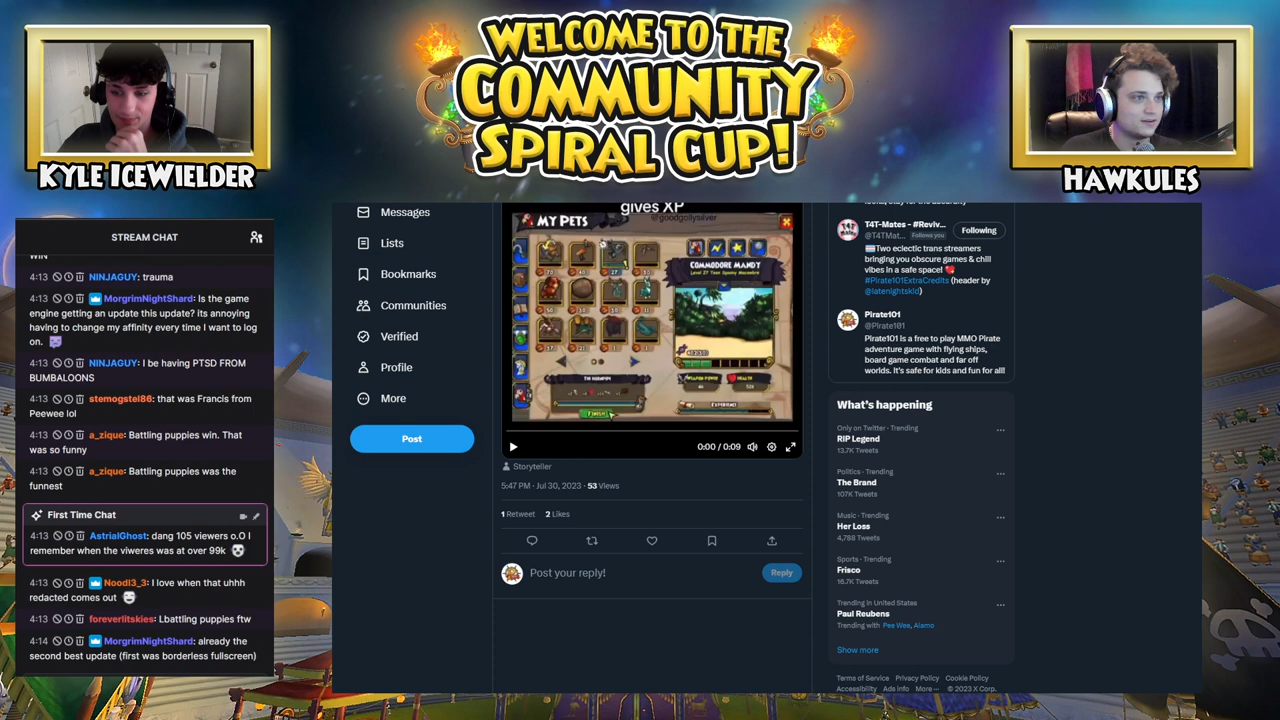 WELCOME TO THE
COMMUNITY
SPIRAL CUP!
KYLE ICEWIELDER
HAWKULES
STREAM CHAT
WIN
4:13 NINJAGUY: trauma
4:13 MorgrimNightShard: Is the game
engine getting an update this update? its annoying
having to change my affinity every time I want to log
on.
4:13 NINJAGUY: I be having PTSD FROM
BUMBALOONS
4:13 stemogstel86: that was Francis from
Peewee lol
4:13 a_zique: Battling puppies win. That
was so funny
4:13 a_zique: Battling puppies was the
funnest
First Time Chat
4:13 AstrialGhost: dang 105 viewers o.O I
remember when the viweres was at over 99k
4:13 Noodl3_3: I love when that uhhh
redacted comes out
4:13 foreverlitskies: Lbattling puppies ftw
4:14 MorgrimNightShard: already the
second best update (first was borderless fullscreen)
Messages
Lists
Bookmarks
Communities
Verified
Profile
More
Post
gives XP
@goodgollysilver
MY PETS
COMMODORE MANDY
FINISH
HEALTH
EXPERIENCE
0:00 / 0:09
Storyteller
5:47 PM · Jul 30, 2023 · 53 Views
1 Retweet 2 Likes
Post your reply!
Reply
T4T-Mates - #Reviv...
@T4TMat... Follows you
Following
Two eclectic trans streamers
bringing you obscure games & chill
vibes in a safe space!
#Pirate101ExtraCredits (header by
@latenightskid)
Pirate101
@Pirate101
Pirate101 is a free to play MMO Pirate
adventure game with flying ships,
board game combat and far off
worlds. It's safe for kids and fun for all!
What's happening
Only on Twitter · Trending
RIP Legend
13.7K Tweets
Politics · Trending
The Brand
107K Tweets
Music · Trending
Her Loss
4,788 Tweets
Sports · Trending
Frisco
16.7K Tweets
Trending in United States
Paul Reubens
Trending with Pee Wee, Alamo
Show more
Terms of Service Privacy Policy Cookie Policy
Accessibility Ads info More ··· © 2023 X Corp.